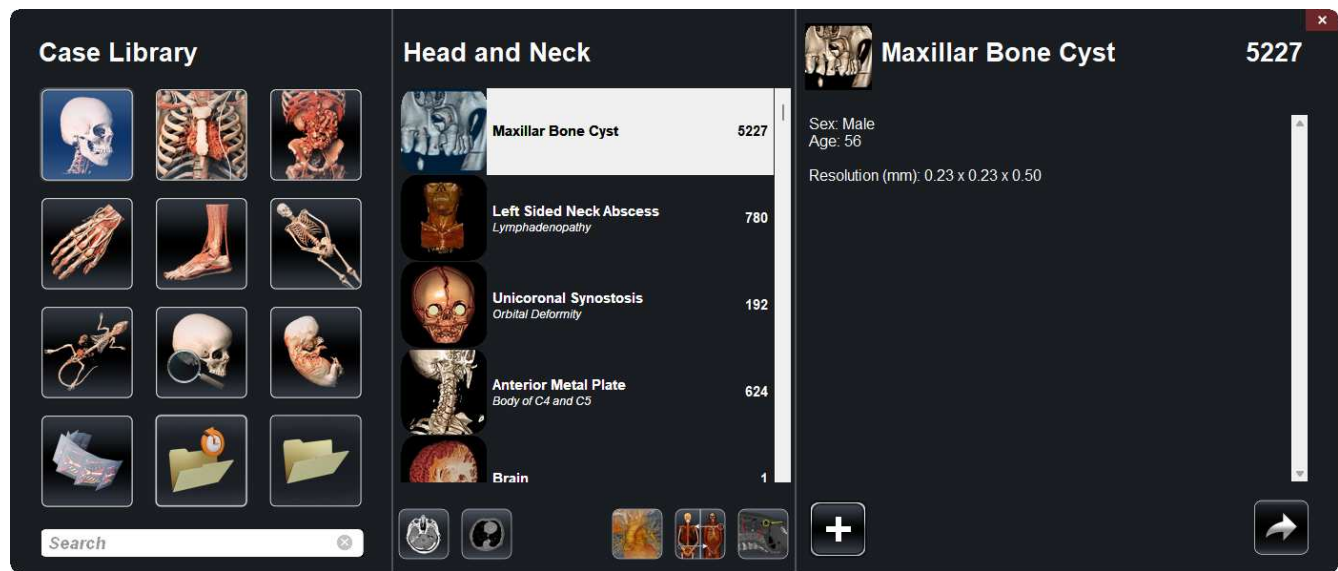 Case Library
Search
Head and Neck
Maxillar Bone Cyst 5227
Left Sided Neck Abscess 780
Lymphadenopathy
Unicoronal Synostosis 192
Orbital Deformity
Anterior Metal Plate 624
Body of C4 and C5
Brain 1
Maxillar Bone Cyst 5227
Sex: Male
Age: 56
Resolution (mm): 0.23 x 0.23 x 0.50